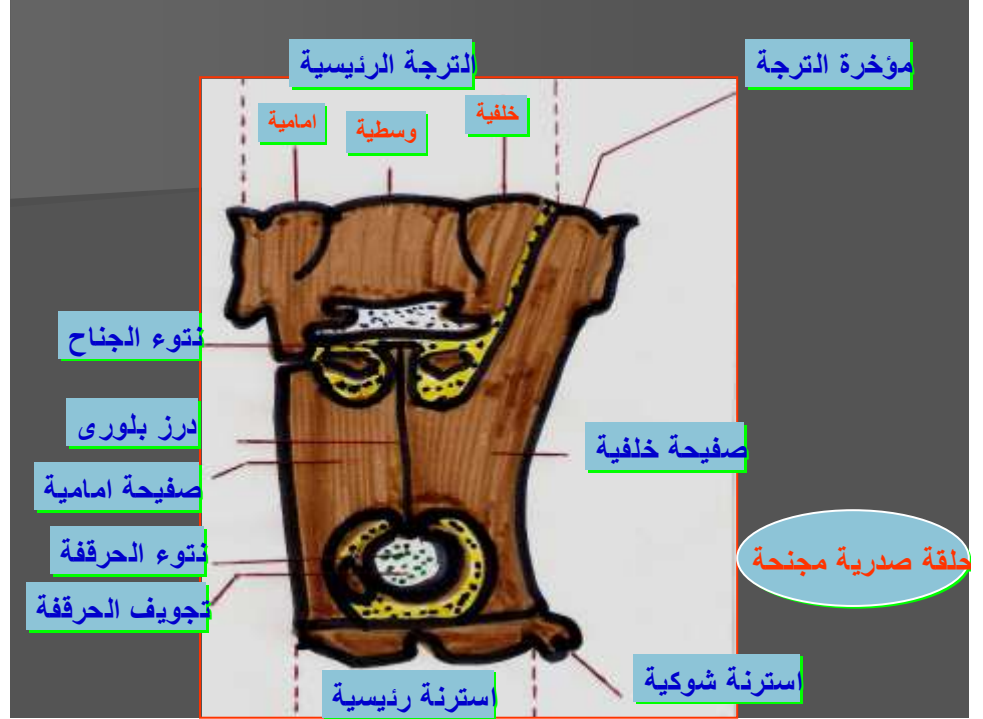 الترجة الرئيسية
مؤخرة الترجة
امامية
وسطية
خلفية
نتوء الجناح
درز بلورى
صفيحة امامية
صفيحة خلفية
نتوء الحرقفة
تجويف الحرقفة
حلقة صدرية مجنحة
استرنة شوكية
استرنة رئيسية